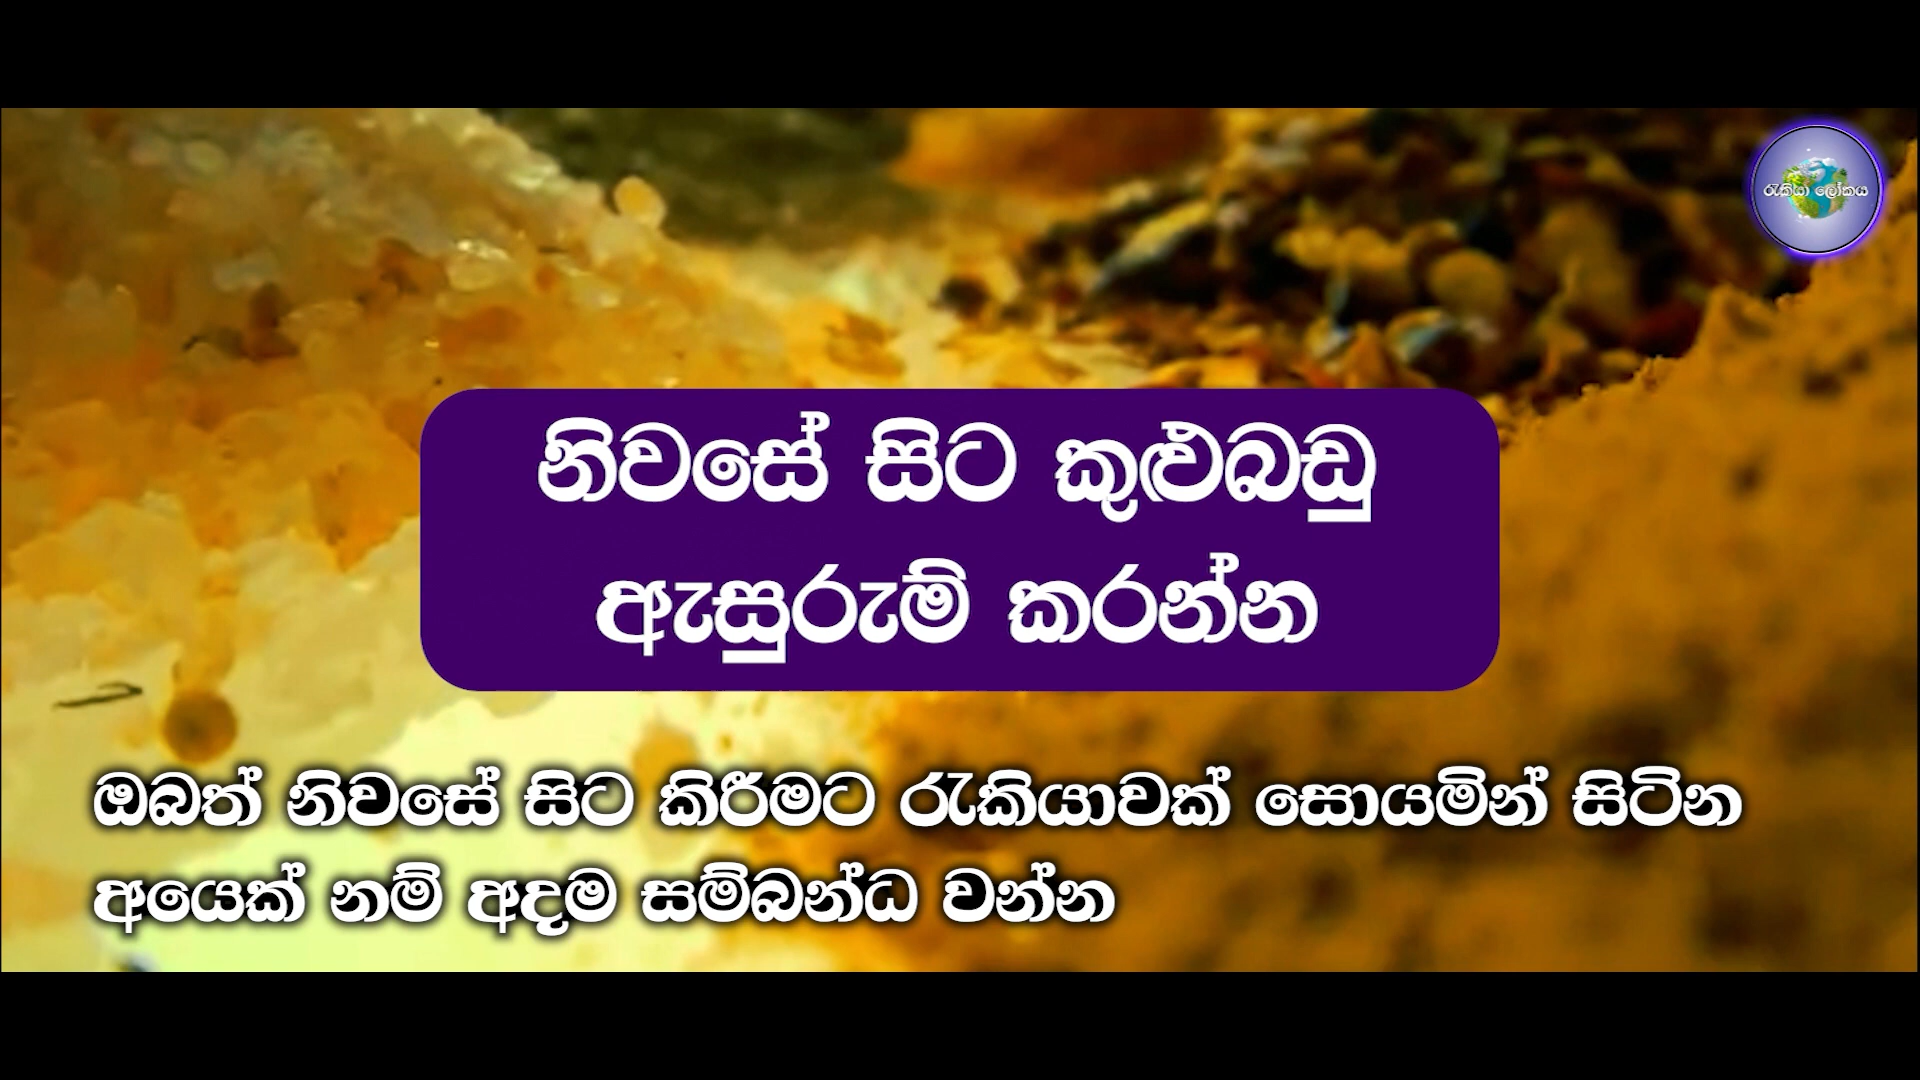 රැකියා ලෝකය
නිවසේ සිට කුළුබඩු
ඇසුරුම් කරන්න
ඔබත් නිවසේ සිට කිරීමට රැකියාවක් සොයමින් සිටින
අයෙක් නම් අදම සම්බන්ධ වන්න